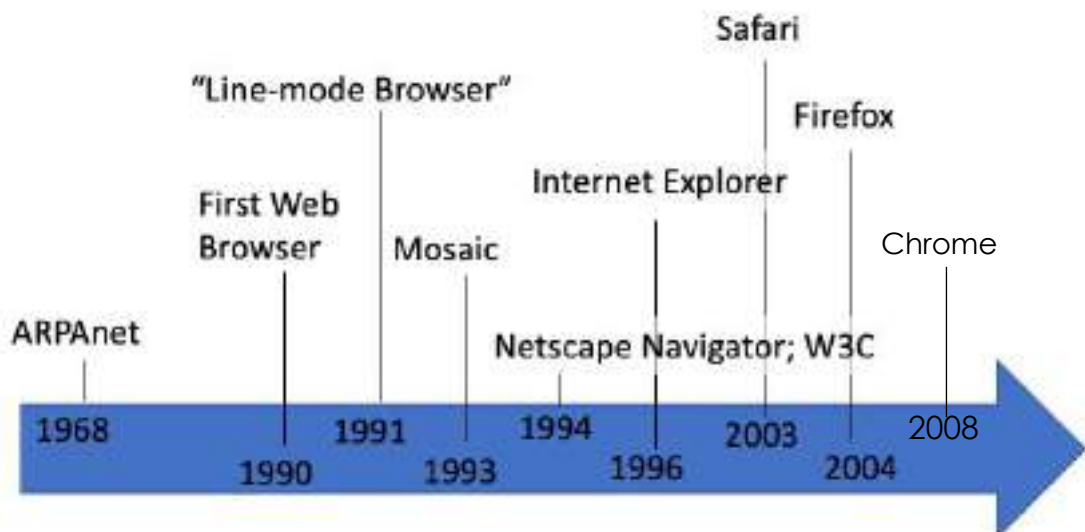 Safari
"Line-mode Browser"
Firefox
Internet Explorer
First Web
Browser
Mosaic
Chrome
ARPAnet
Netscape Navigator; W3C
1968
1991
1994
2003
2008
1990
1993
1996
2004